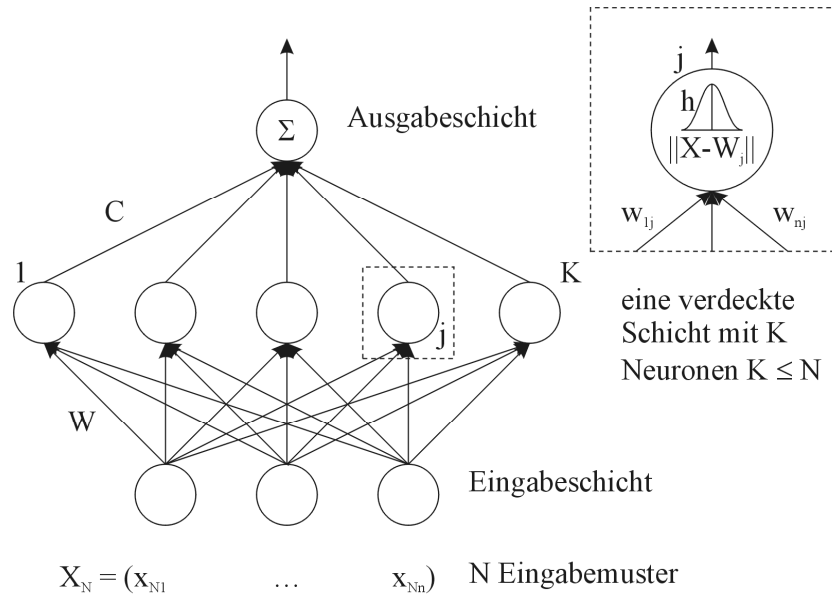 Σ
Ausgabeschicht
C
1
K
j
W
Eingabeschicht
X_N = (x_N1 … x_Nn) N Eingabemuster
j
h
||X-W_j||
w_1j w_nj
eine verdeckte
Schicht mit K
Neuronen K ≤ N